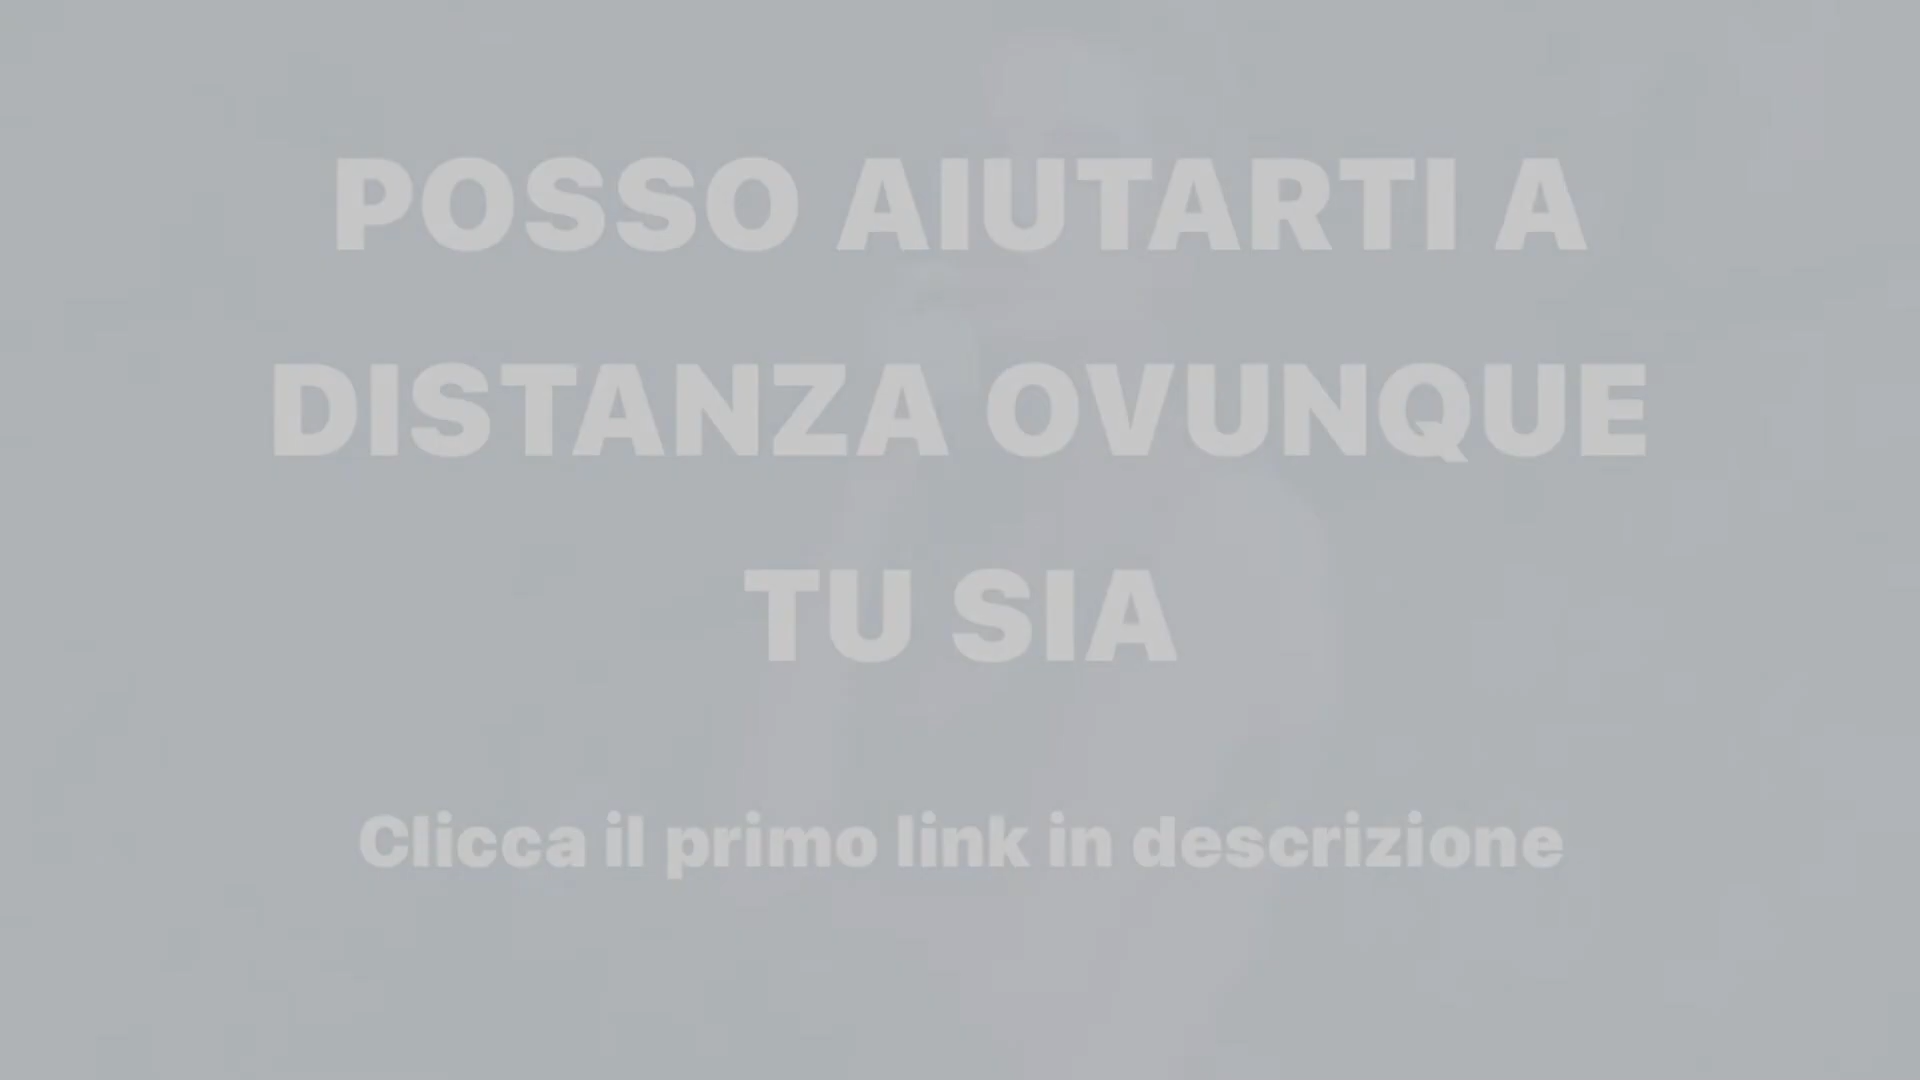 POSSO AIUTARTI A
DISTANZA OVUNQUE
TU SIA
Clicca il primo link in descrizione